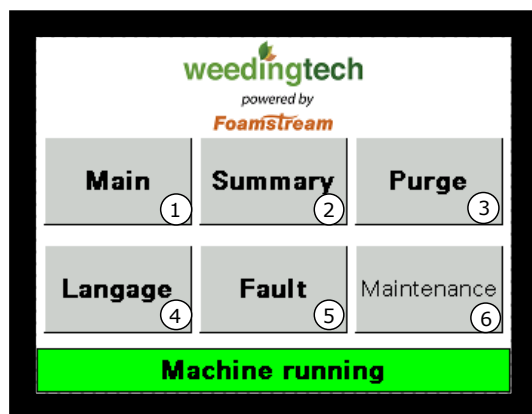 weedingtech
powered by
Foamstream
Main
1
Summary
2
Purge
3
Langage
4
Fault
5
Maintenance
6
Machine running